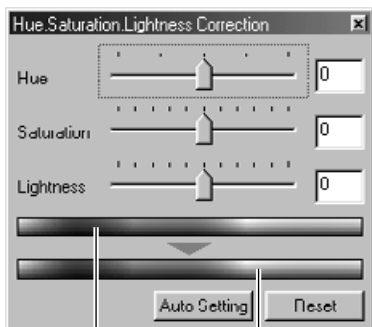 Hue.Saturation.Lightness Correction
Hue 0
Saturation 0
Lightness 0
Auto Setting Reset